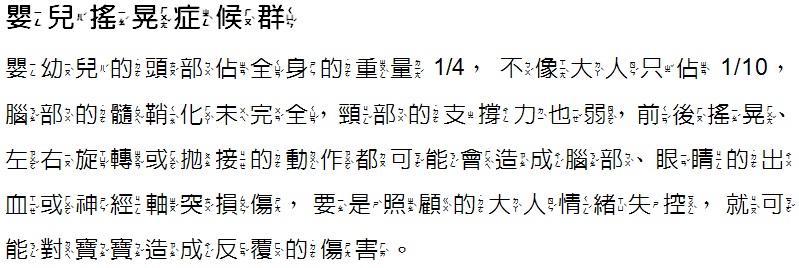 嬰兒搖晃症候群
嬰幼兒的頭部佔全身的重量 1/4， 不像大人只佔 1/10，
腦部的髓鞘化未完全，頸部的支撐力也弱，前後搖晃、
左右旋轉或拋接的動作都可能會造成腦部、眼睛的出
血或神經軸突損傷， 要是照顧的大人情緒失控，就可
能對寶寶造成反覆的傷害。